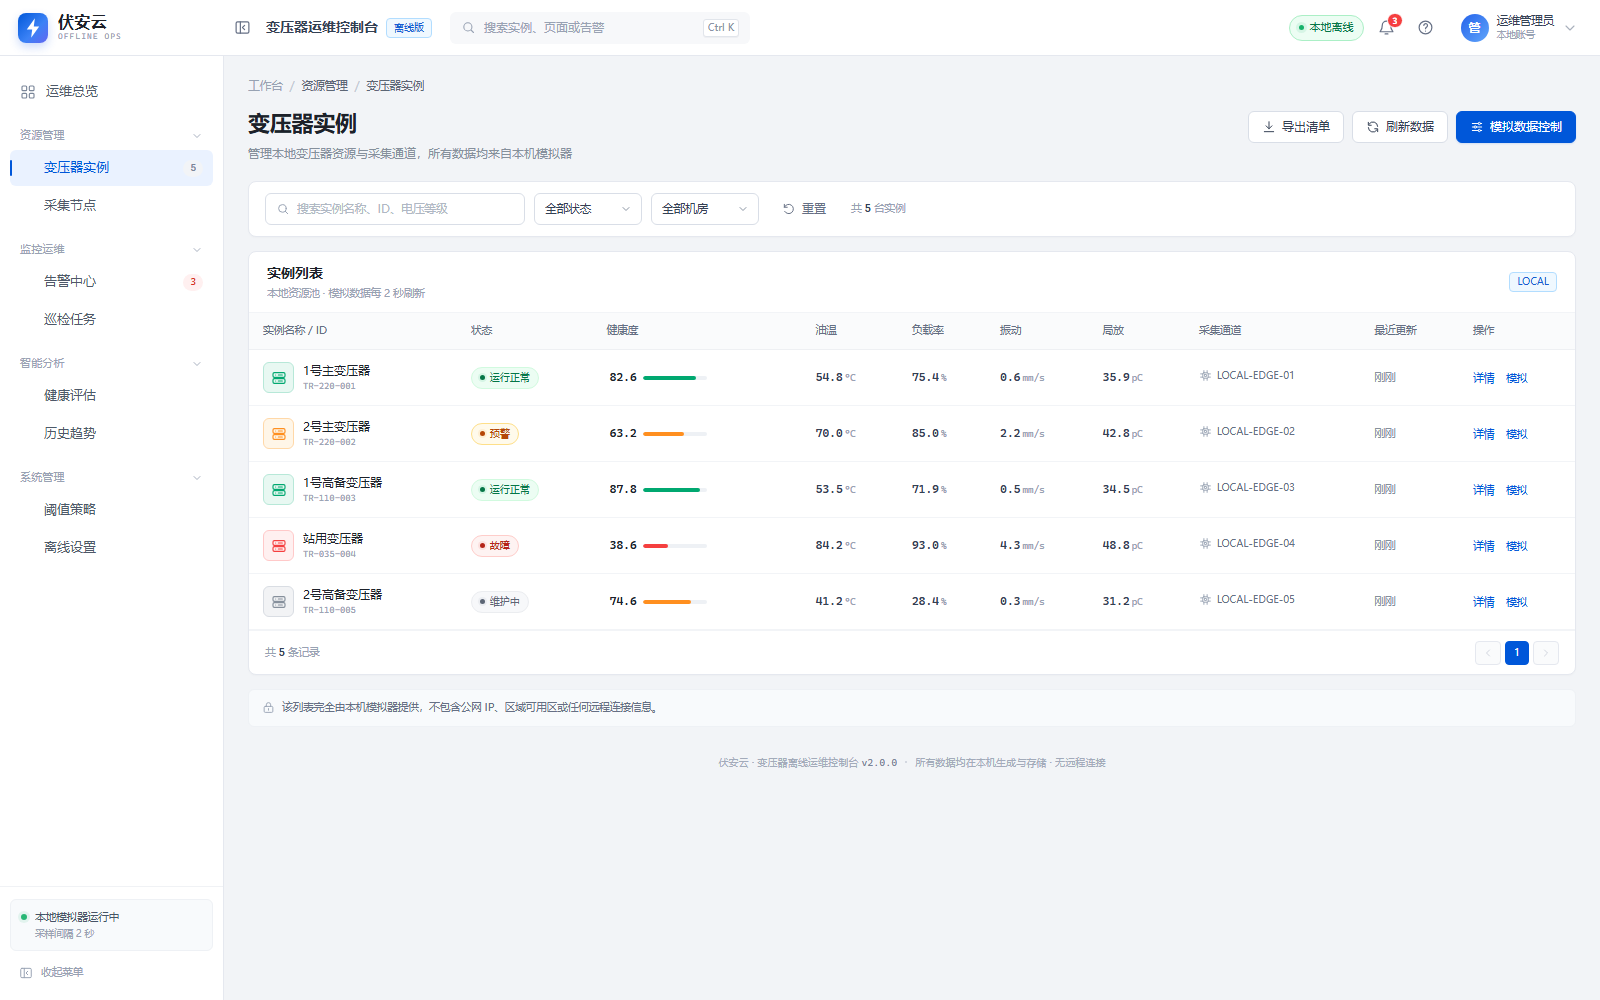 伏安云
OFFLINE OPS
变压器运维控制台 离线版
搜索实例、页面或告警 Ctrl K
本地离线
3
管
运维管理员
本地账号
运维总览
资源管理
变压器实例 5
采集节点
监控运维
告警中心 3
巡检任务
智能分析
健康评估
历史趋势
系统管理
阈值策略
离线设置
本地模拟器运行中
采样间隔 2 秒
收起菜单
工作台 / 资源管理 / 变压器实例
变压器实例
管理本地变压器资源与采集通道，所有数据均来自本机模拟器
导出清单 刷新数据 模拟数据控制
搜索实例名称、ID、电压等级 全部状态 全部机房 重置 共 5 台实例
实例列表
本地资源池 · 模拟数据每 2 秒刷新
LOCAL
实例名称 / ID 状态 健康度 油温 负载率 振动 局放 采集通道 最近更新 操作
1号主变压器
TR-220-001
运行正常 82.6 54.8 °C 75.4 % 0.6 mm/s 35.9 pC LOCAL-EDGE-01 刚刚 详情 模拟
2号主变压器
TR-220-002
预警 63.2 70.0 °C 85.0 % 2.2 mm/s 42.8 pC LOCAL-EDGE-02 刚刚 详情 模拟
1号高备变压器
TR-110-003
运行正常 87.8 53.5 °C 71.9 % 0.5 mm/s 34.5 pC LOCAL-EDGE-03 刚刚 详情 模拟
站用变压器
TR-035-004
故障 38.6 84.2 °C 93.0 % 4.3 mm/s 48.8 pC LOCAL-EDGE-04 刚刚 详情 模拟
2号高备变压器
TR-110-005
维护中 74.6 41.2 °C 28.4 % 0.3 mm/s 31.2 pC LOCAL-EDGE-05 刚刚 详情 模拟
共 5 条记录
1
该列表完全由本机模拟器提供，不包含公网 IP、区域可用区或任何远程连接信息。
伏安云 · 变压器离线运维控制台 v2.0.0 · 所有数据均在本机生成与存储 · 无远程连接